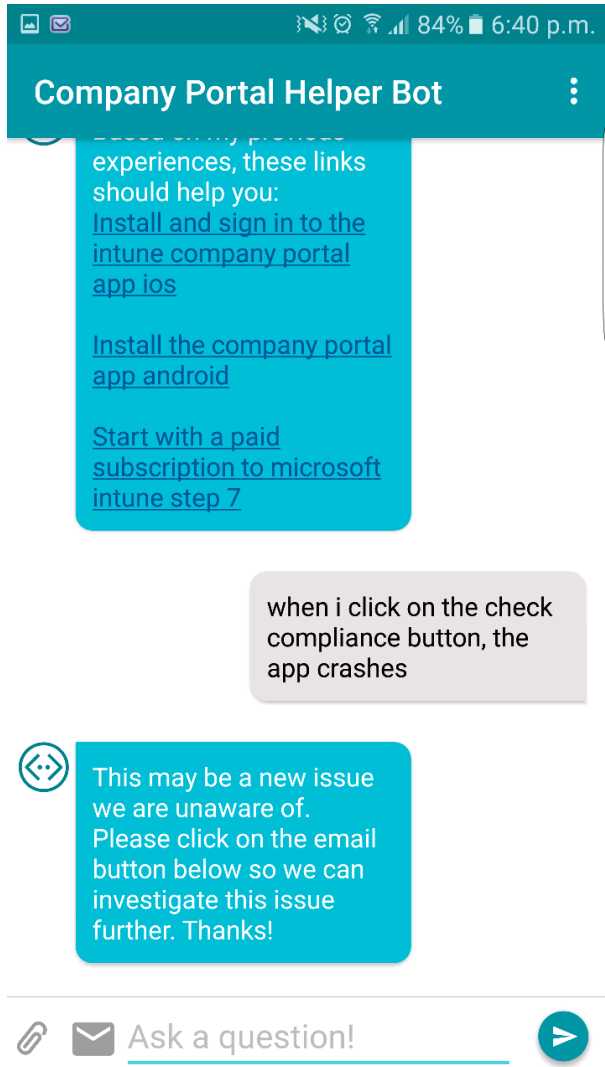 84% 6:40 p.m.
Company Portal Helper Bot
experiences, these links
should help you:
Install and sign in to the
intune company portal
app ios
Install the company portal
app android
Start with a paid
subscription to microsoft
intune step 7
when i click on the check
compliance button, the
app crashes
This may be a new issue
we are unaware of.
Please click on the email
button below so we can
investigate this issue
further. Thanks!
Ask a question!